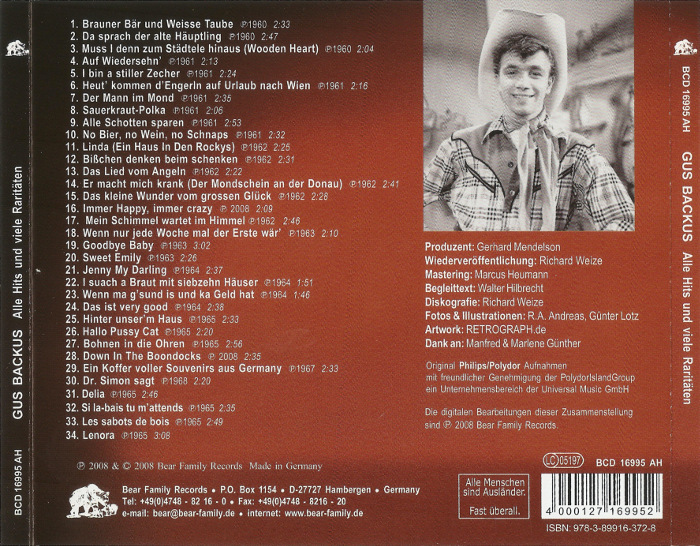 BCD 16995 AH
GUS BACKUS Alle Hits und viele Raritäten
1. Brauner Bär und Weisse Taube ℗1960 2:33
2. Da sprach der alte Häuptling ℗1960 2:47
3. Muss I denn zum Städtele hinaus (Wooden Heart) ℗1960 2:04
4. Auf Wiedersehn' ℗1961 2:13
5. I bin a stiller Zecher ℗1961 2:24
6. Heut' kommen d'Engerln auf Urlaub nach Wien ℗1961 2:16
7. Der Mann im Mond ℗1961 2:35
8. Sauerkraut-Polka ℗1961 2:06
9. Alle Schotten sparen ℗1961 2:53
10. No Bier, no Wein, no Schnaps ℗1961 2:32
11. Linda (Ein Haus In Den Rockys) ℗1962 2:25
12. Bißchen denken beim schenken ℗1962 2:31
13. Das Lied vom Angeln ℗1962 2:22
14. Er macht mich krank (Der Mondschein an der Donau) ℗1962 2:41
15. Das kleine Wunder vom grossen Glück ℗1962 2:28
16. Immer Happy, immer crazy ℗ 2008 2:09
17. Mein Schimmel wartet im Himmel ℗1962 2:46
18. Wenn nur jede Woche mal der Erste wär' ℗1963 2:10
19. Goodbye Baby ℗1963 3:02
20. Sweet Emily ℗1963 2:26
21. Jenny My Darling ℗1964 2:37
22. I suach a Braut mit siebzehn Häuser ℗1964 1:51
23. Wenn ma g'sund is und ka Geld hat ℗1964 1:46
24. Das ist very good ℗1964 2:38
25. Hinter unser'm Haus ℗1965 2:33
26. Hallo Pussy Cat ℗1965 2:20
27. Bohnen in die Ohren ℗1965 2:56
28. Down In The Boondocks ℗ 2008 2:35
29. Ein Koffer voller Souvenirs aus Germany ℗1967 2:33
30. Dr. Simon sagt ℗1968 2:20
31. Delia ℗1965 2:46
32. Si la-bais tu m'attends ℗1965 2:35
33. Les sabots de bois ℗1965 2:49
34. Lenora ℗1965 3:08
℗ 2008 & © 2008 Bear Family Records Made in Germany
Bear Family Records • P.O. Box 1154 • D-27727 Hambergen • Germany
Tel: +49(0)4748 - 82 16 - 0 • Fax: +49(0)4748 - 8216 - 20
e-mail: bear@bear-family.de • internet: www.bear-family.de
Produzent: Gerhard Mendelson
Wiederveröffentlichung: Richard Weize
Mastering: Marcus Heumann
Begleittext: Walter Hilbrecht
Diskografie: Richard Weize
Fotos & Illustrationen: R.A. Andreas, Günter Lotz
Artwork: RETROGRAPH.de
Dank an: Manfred & Marlene Günther
Original Philips/Polydor Aufnahmen
mit freundlicher Genehmigung der PolydorIslandGroup
ein Unternehmensbereich der Universal Music GmbH
Die digitalen Bearbeitungen dieser Zusammenstellung
sind ℗ 2008 Bear Family Records.
Alle Menschen
sind Ausländer.
Fast überall.
LC 05197
BCD 16995 AH
4 000127 169952
ISBN: 978-3-89916-372-8
BCD 16995 AH
GUS BACKUS Alle Hits und viele Raritäten